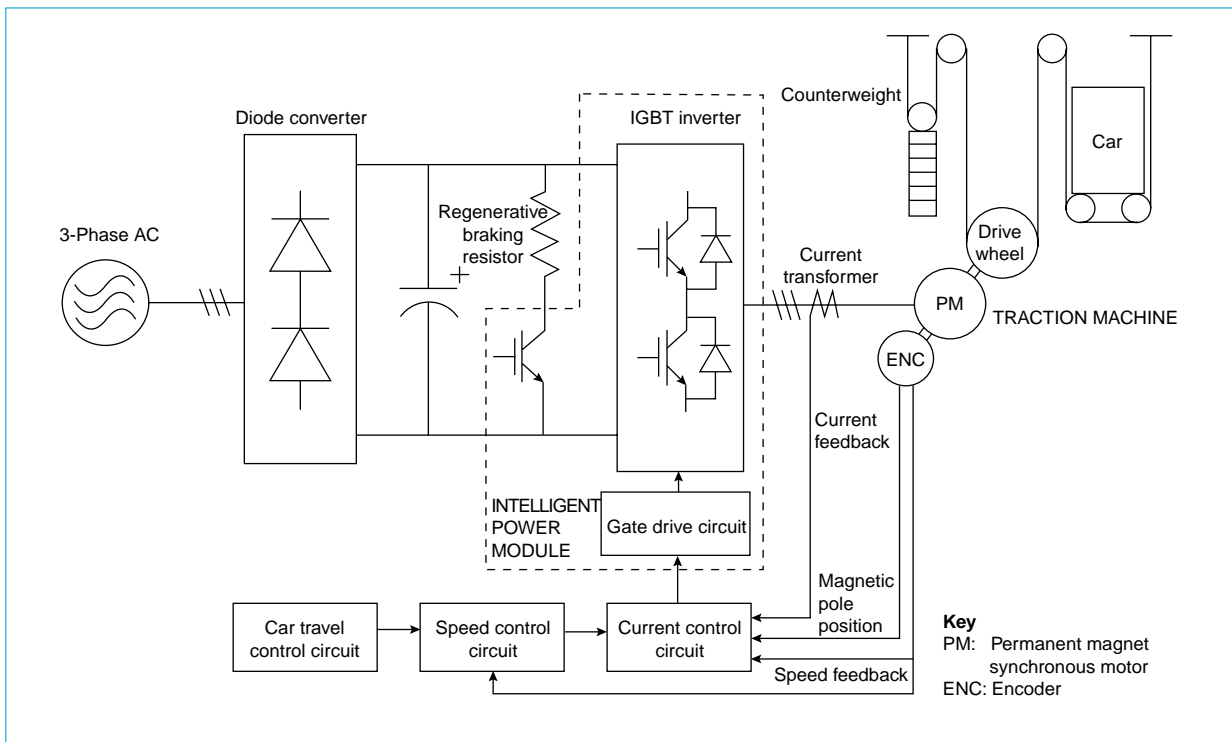 Counterweight
Diode converter
IGBT inverter
Car
3-Phase AC
Regenerative
braking
resistor
Drive
wheel
Current
transformer
PM
TRACTION MACHINE
ENC
Current
feedback
INTELLIGENT
POWER
MODULE
Gate drive circuit
Magnetic
pole
position
Car travel
control circuit
Speed control
circuit
Current control
circuit
Speed feedback
Key
PM: Permanent magnet
synchronous motor
ENC: Encoder